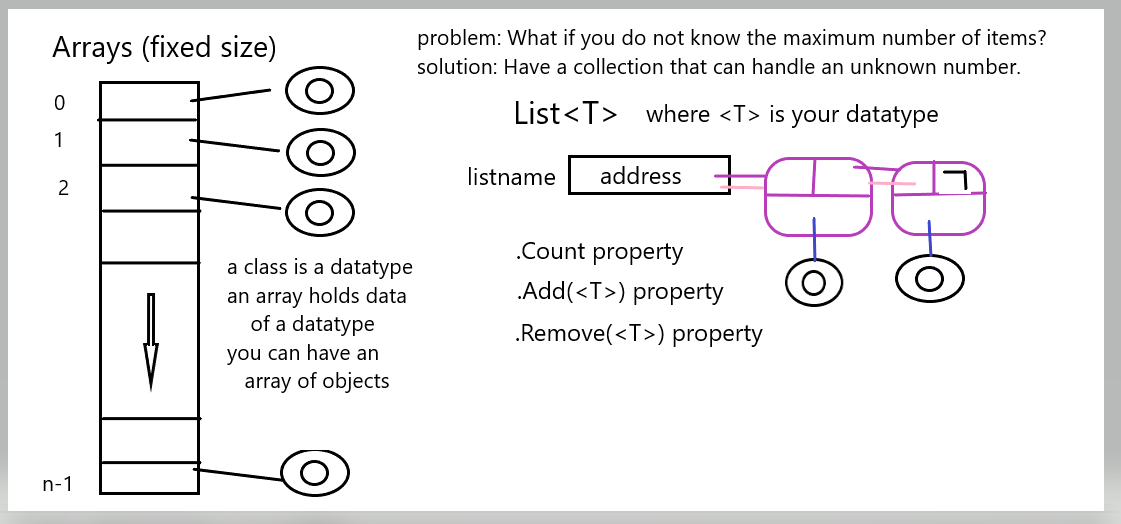 Arrays (fixed size)
0
1
2
n-1
a class is a datatype
an array holds data
of a datatype
you can have an
array of objects
problem: What if you do not know the maximum number of items?
solution: Have a collection that can handle an unknown number.
List<T> where <T> is your datatype
listname address
.Count property
.Add(<T>) property
.Remove(<T>) property